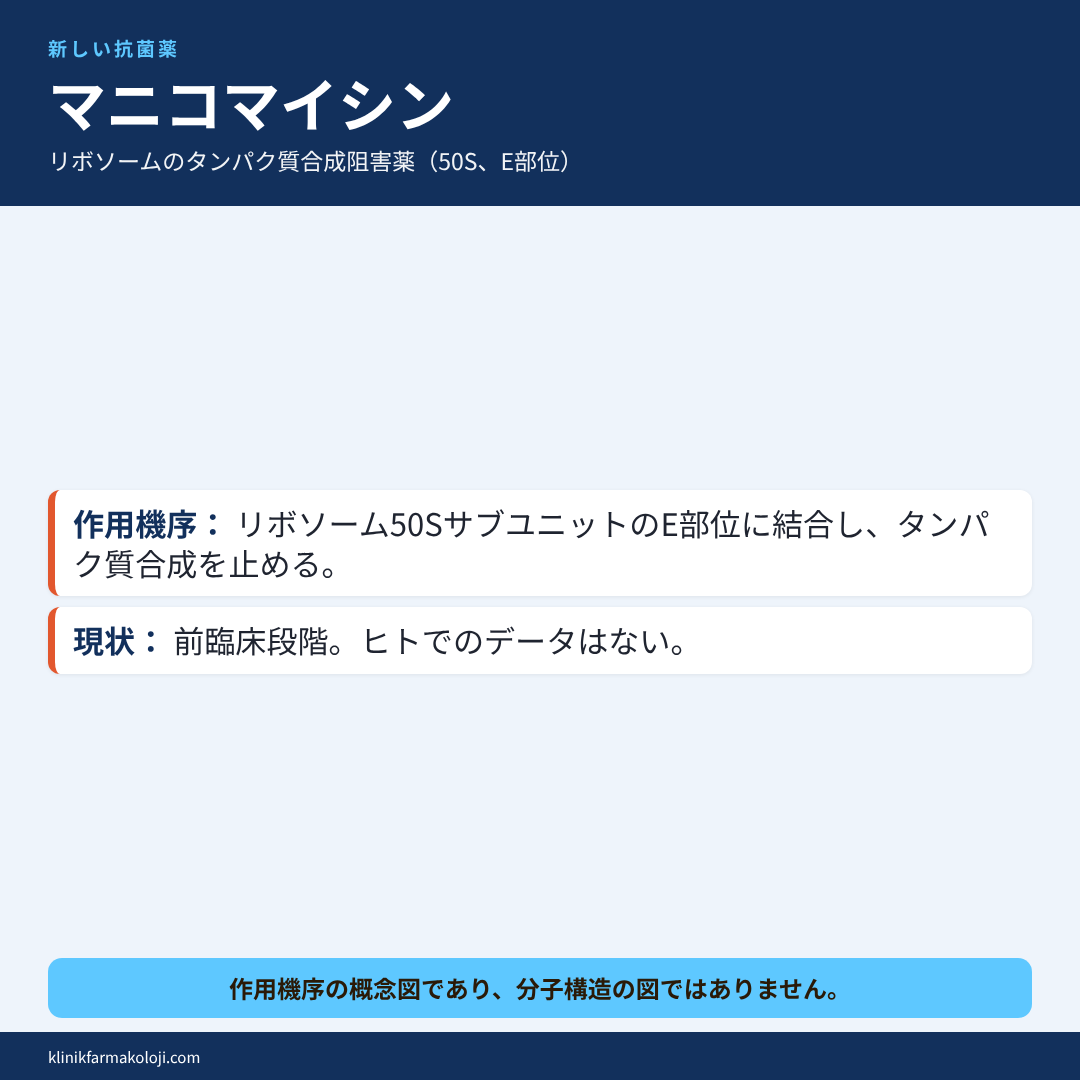 新しい抗菌薬
マニコマイシン
リボソームのタンパク質合成阻害薬（50S、E部位）
作用機序： リボソーム50SサブユニットのE部位に結合し、タンパ
ク質合成を止める。
現状： 前臨床段階。ヒトでのデータはない。
作用機序の概念図であり、分子構造の図ではありません。
klinikfarmakoloji.com